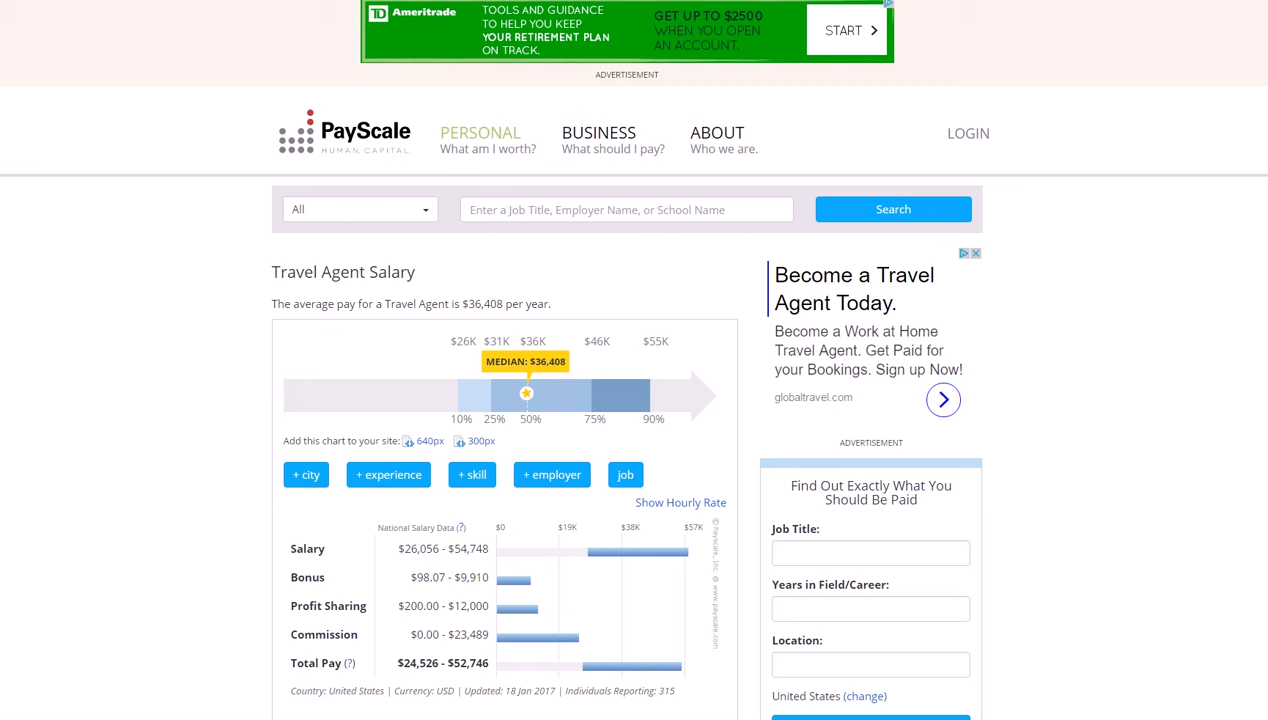 TD Ameritrade
TOOLS AND GUIDANCE
TO HELP YOU KEEP
YOUR RETIREMENT PLAN
ON TRACK.
GET UP TO $2500
WHEN YOU OPEN
AN ACCOUNT.
START
ADVERTISEMENT
PayScale
HUMAN. CAPITAL.
PERSONAL
What am I worth?
BUSINESS
What should I pay?
ABOUT
Who we are.
LOGIN
All
Enter a Job Title, Employer Name, or School Name
Search
Travel Agent Salary
The average pay for a Travel Agent is $36,408 per year.
$26K $31K $36K $46K $55K
MEDIAN: $36,408
10% 25% 50% 75% 90%
Add this chart to your site: 640px 300px
+ city + experience + skill + employer job
Show Hourly Rate
National Salary Data (?) $0 $19K $38K $57K
Salary $26,056 - $54,748
Bonus $98.07 - $9,910
Profit Sharing $200.00 - $12,000
Commission $0.00 - $23,489
Total Pay (?) $24,526 - $52,746
© Payscale, Inc. @ www.payscale.com
Country: United States | Currency: USD | Updated: 18 Jan 2017 | Individuals Reporting: 315
Become a Travel
Agent Today.
Become a Work at Home
Travel Agent. Get Paid for
your Bookings. Sign up Now!
globaltravel.com
ADVERTISEMENT
Find Out Exactly What You
Should Be Paid
Job Title:
Years in Field/Career:
Location:
United States (change)